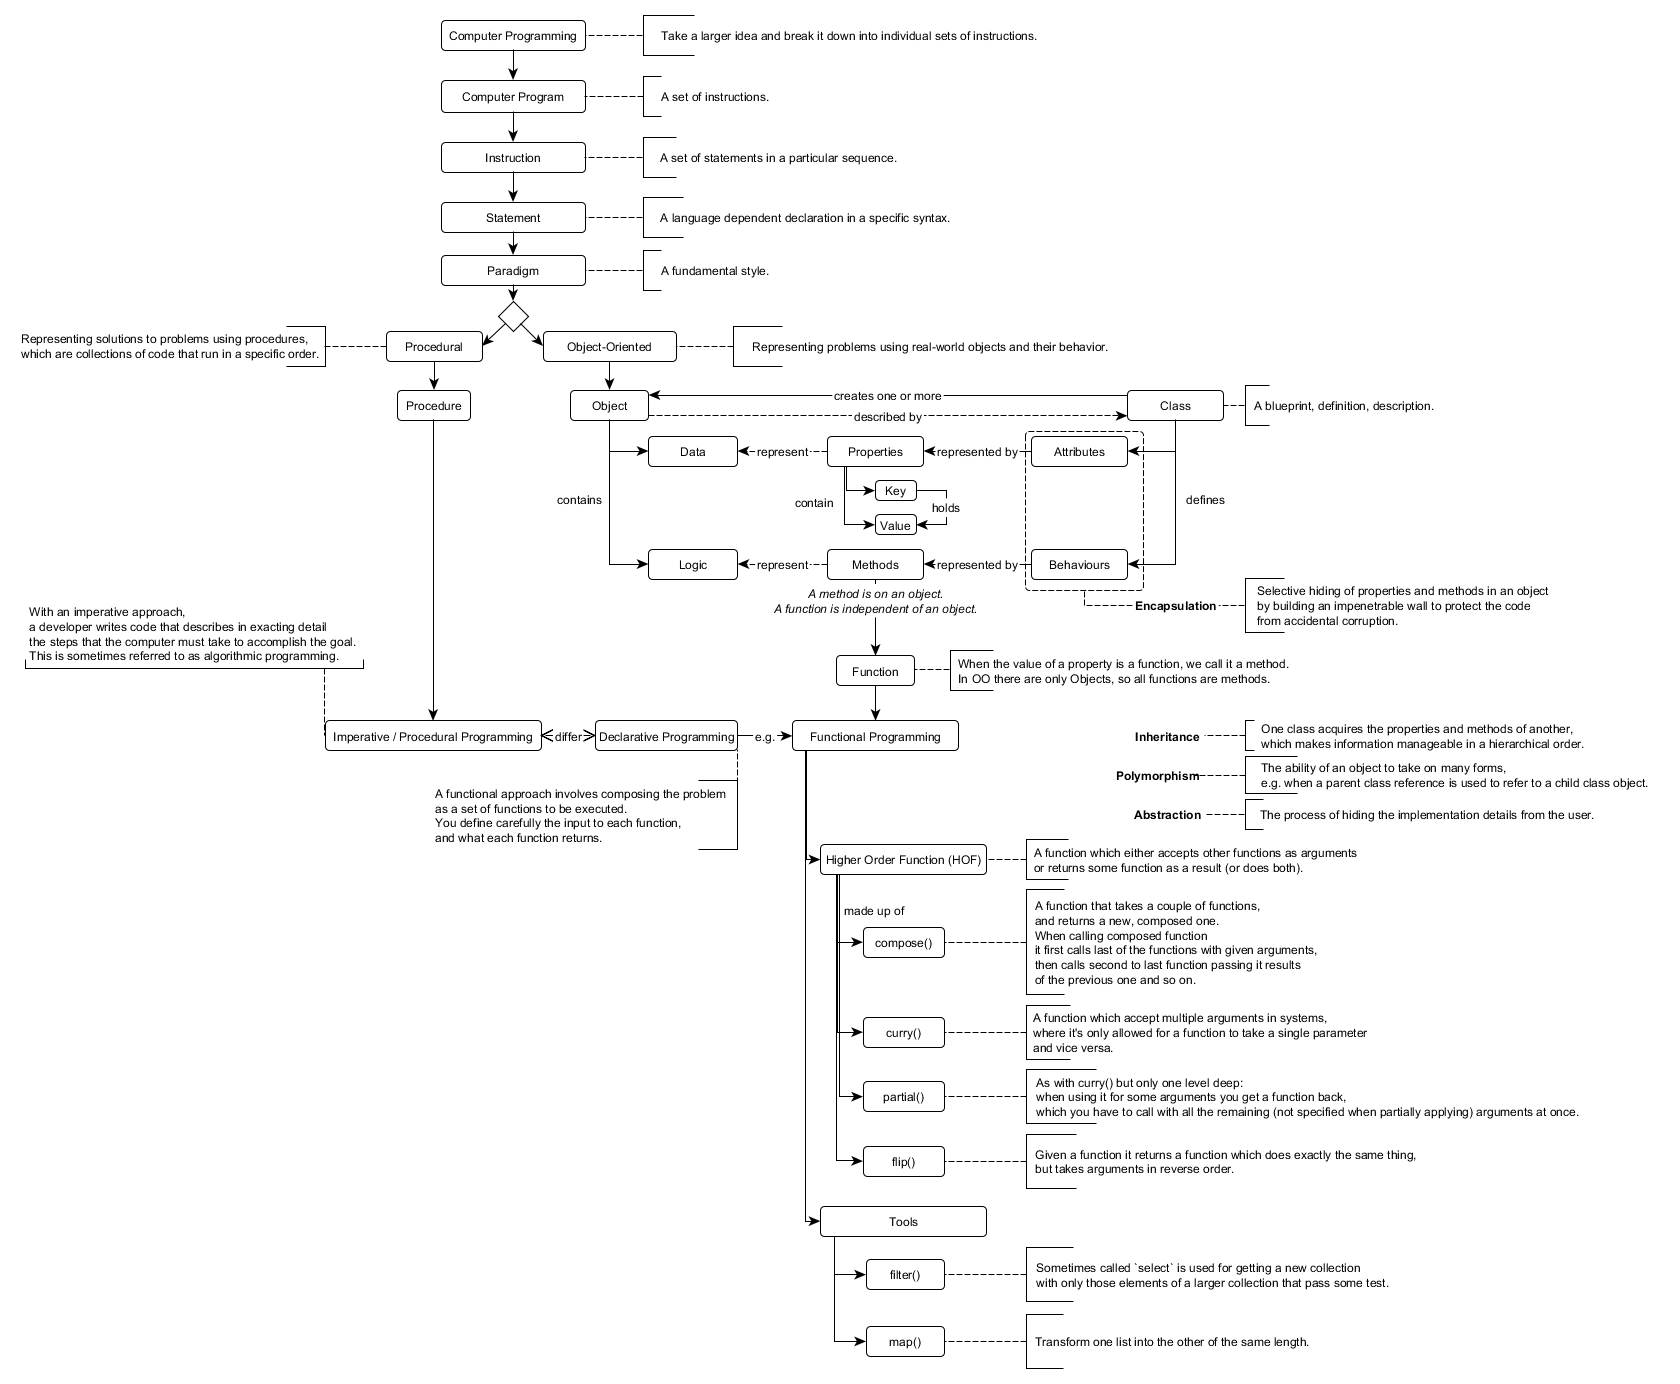 Computer Programming
Take a larger idea and break it down into individual sets of instructions.
Computer Program
A set of instructions.
Instruction
A set of statements in a particular sequence.
Statement
A language dependent declaration in a specific syntax.
Paradigm
A fundamental style.
Representing solutions to problems using procedures,
which are collections of code that run in a specific order.
Procedural
Object-Oriented
Representing problems using real-world objects and their behavior.
Procedure
Object
creates one or more
described by
Class
A blueprint, definition, description.
Data
represent
Properties
represented by
Attributes
contains
contain
Key
holds
Value
defines
Logic
represent
Methods
represented by
Behaviours
A method is on an object.
A function is independent of an object.
Encapsulation
Selective hiding of properties and methods in an object
by building an impenetrable wall to protect the code
from accidental corruption.
With an imperative approach,
a developer writes code that describes in exacting detail
the steps that the computer must take to accomplish the goal.
This is sometimes referred to as algorithmic programming.
Function
When the value of a property is a function, we call it a method.
In OO there are only Objects, so all functions are methods.
Imperative / Procedural Programming
differ
Declarative Programming
e.g.
Functional Programming
Inheritance
One class acquires the properties and methods of another,
which makes information manageable in a hierarchical order.
Polymorphism
The ability of an object to take on many forms,
e.g. when a parent class reference is used to refer to a child class object.
Abstraction
The process of hiding the implementation details from the user.
A functional approach involves composing the problem
as a set of functions to be executed.
You define carefully the input to each function,
and what each function returns.
Higher Order Function (HOF)
A function which either accepts other functions as arguments
or returns some function as a result (or does both).
made up of
compose()
A function that takes a couple of functions,
and returns a new, composed one.
When calling composed function
it first calls last of the functions with given arguments,
then calls second to last function passing it results
of the previous one and so on.
curry()
A function which accept multiple arguments in systems,
where it's only allowed for a function to take a single parameter
and vice versa.
partial()
As with curry() but only one level deep:
when using it for some arguments you get a function back,
which you have to call with all the remaining (not specified when partially applying) arguments at once.
flip()
Given a function it returns a function which does exactly the same thing,
but takes arguments in reverse order.
Tools
filter()
Sometimes called `select` is used for getting a new collection
with only those elements of a larger collection that pass some test.
map()
Transform one list into the other of the same length.